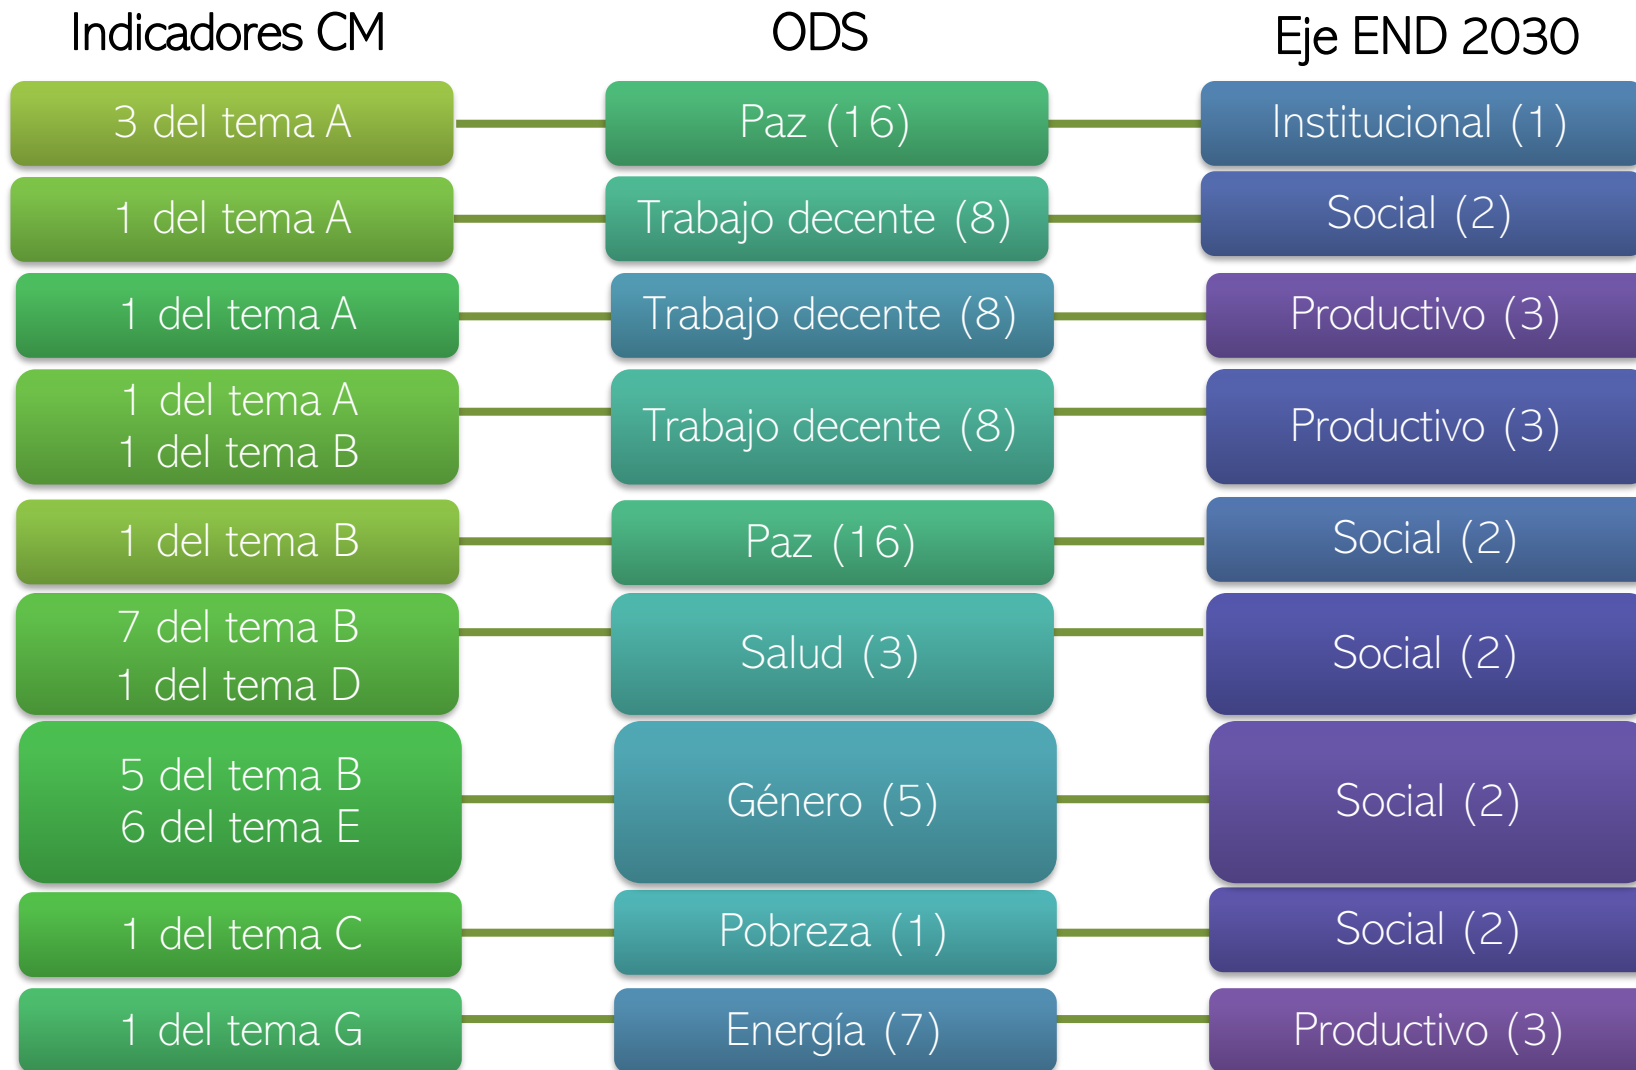 Indicadores CM
ODS
Eje END 2030
3 del tema A
Paz (16)
Institucional (1)
1 del tema A
Trabajo decente (8)
Social (2)
1 del tema A
Trabajo decente (8)
Productivo (3)
1 del tema A
1 del tema B
Trabajo decente (8)
Productivo (3)
1 del tema B
Paz (16)
Social (2)
7 del tema B
1 del tema D
Salud (3)
Social (2)
5 del tema B
6 del tema E
Género (5)
Social (2)
1 del tema C
Pobreza (1)
Social (2)
1 del tema G
Energía (7)
Productivo (3)